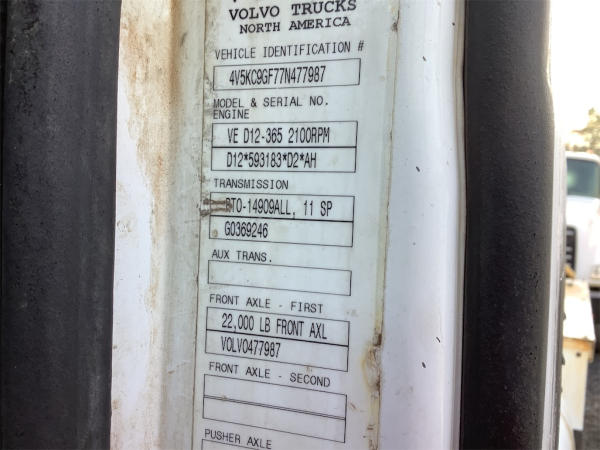 VOLVO TRUCKS
NORTH AMERICA
VEHICLE IDENTIFICATION #
4V5KC9GF77N477987
MODEL & SERIAL NO.
ENGINE
VE D12-365 2100RPM
D12*593183*D2*AH
TRANSMISSION
RTO-14909ALL, 11 SP
G0369246
AUX TRANS.
FRONT AXLE - FIRST
22,000 LB FRONT AXL
VOLVO477987
FRONT AXLE - SECOND
PUSHER AXLE